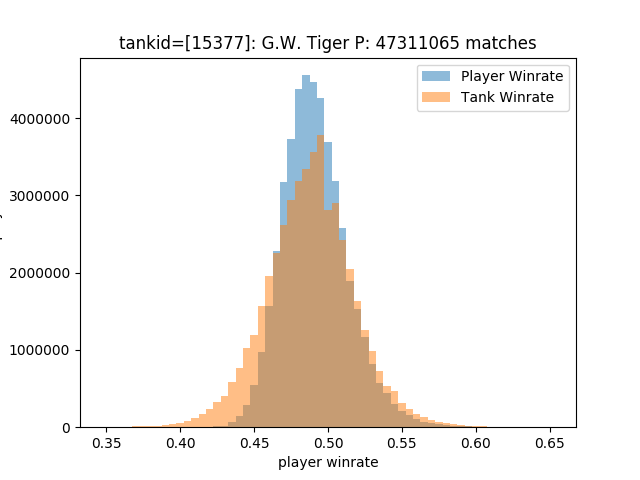 tankid=[15377]: G.W. Tiger P: 47311065 matches
Player Winrate
Tank Winrate
4000000
3000000
2000000
1000000
0
0.35 0.40 0.45 0.50 0.55 0.60 0.65
player winrate